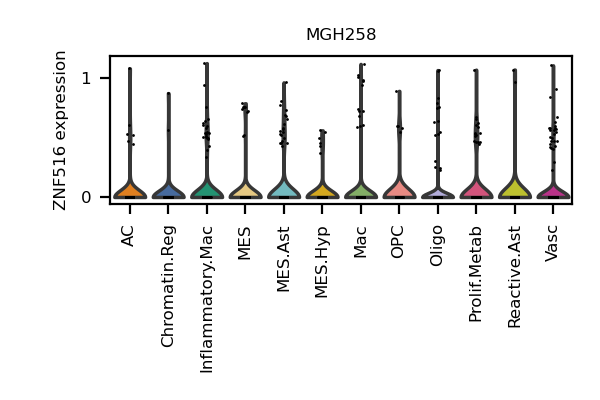 MGH258
ZNF516 expression
1
0
AC
Chromatin.Reg
Inflammatory.Mac
MES
MES.Ast
MES.Hyp
Mac
OPC
Oligo
Prolif.Metab
Reactive.Ast
Vasc